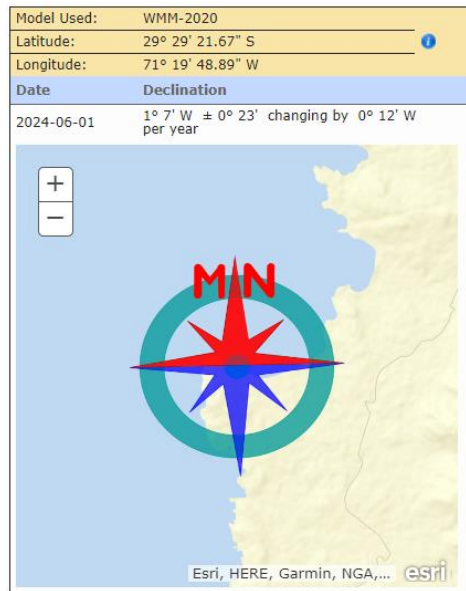 Model Used: WMM-2020
Latitude: 29° 29' 21.67" S
Longitude: 71° 19' 48.89" W
Date Declination
2024-06-01 1° 7' W ± 0° 23' changing by 0° 12' W
per year
+
−
MN
Esri, HERE, Garmin, NGA,... esri